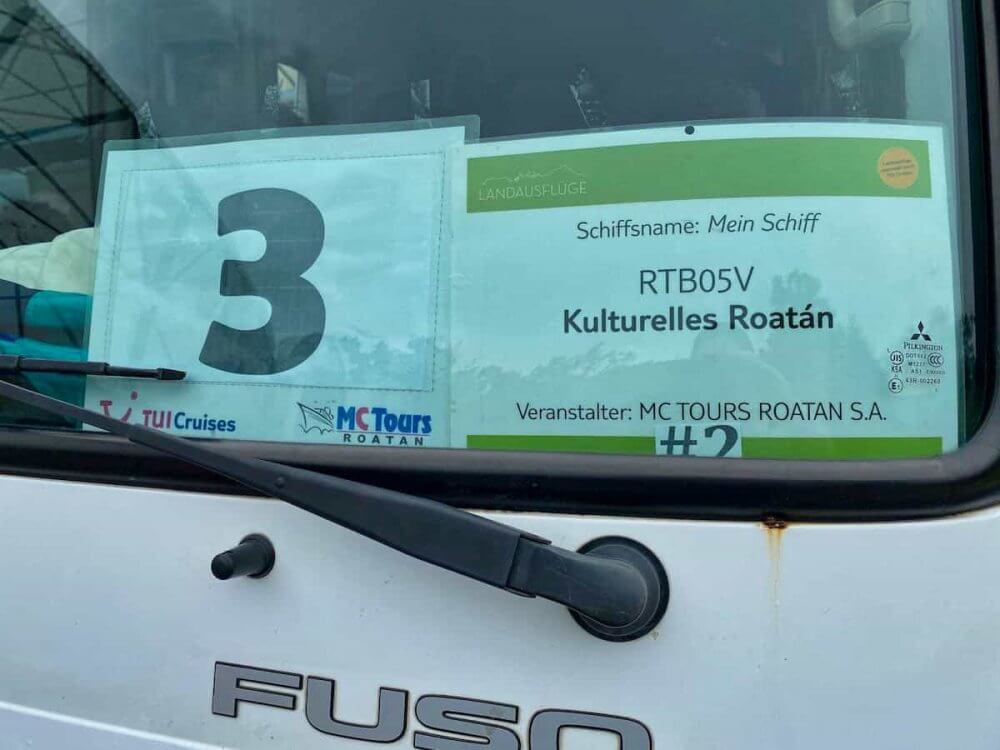 3
TUI Cruises
MC Tours
ROATAN
LANDAUSFLÜGE
Schiffsname: Mein Schiff
RTB05V
Kulturelles Roatán
Veranstalter: MC TOURS ROATAN S.A.
#2
PILKINGTON
FUSO